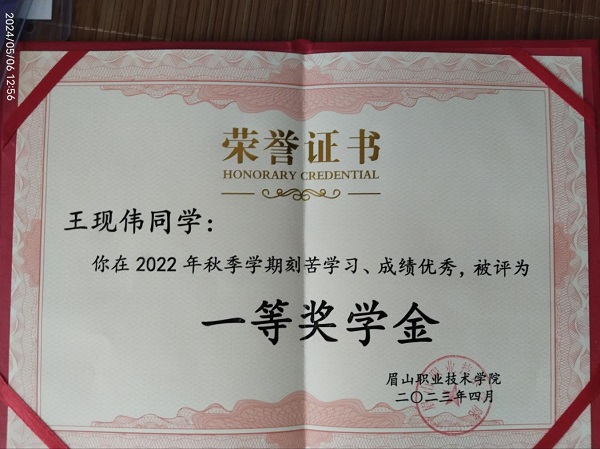 2024/05/06 12:56
荣誉证书
HONORARY CREDENTIAL
王现伟同学：
你在2022年秋季学期刻苦学习、成绩优秀，被评为
一等奖学金
眉山职业技术学院
二〇二三年四月